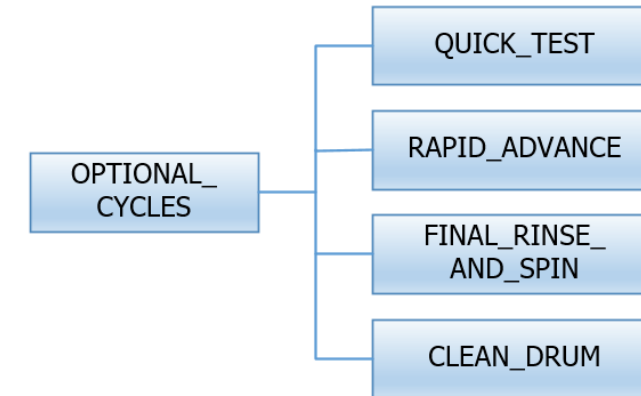 QUICK_TEST
RAPID_ADVANCE
OPTIONAL_
CYCLES
FINAL_RINSE_
AND_SPIN
CLEAN_DRUM